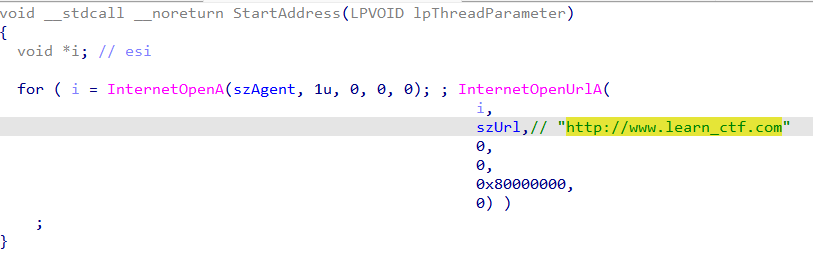 void __stdcall __noreturn StartAddress(LPVOID lpThreadParameter)
{
void *i; // esi
for ( i = InternetOpenA(szAgent, 1u, 0, 0, 0); ; InternetOpenUrlA(
i,
szUrl,// "http://www.learn_ctf.com"
0,
0,
0x80000000,
0) )
;
}